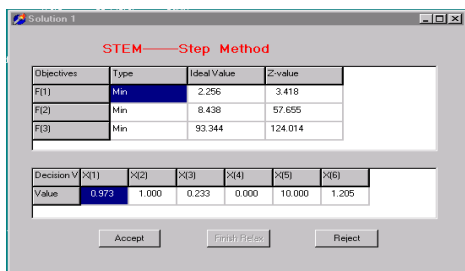 Solution 1
STEM——Step Method
Objectives Type Ideal Value Z-value
F(1) Min 2.256 3.418
F(2) Min 8.438 57.655
F(3) Min 93.344 124.014
Decision V X(1) X(2) X(3) X(4) X(5) X(6)
Value 0.973 1.000 0.233 0.000 10.000 1.205
Accept Finish Relax Reject